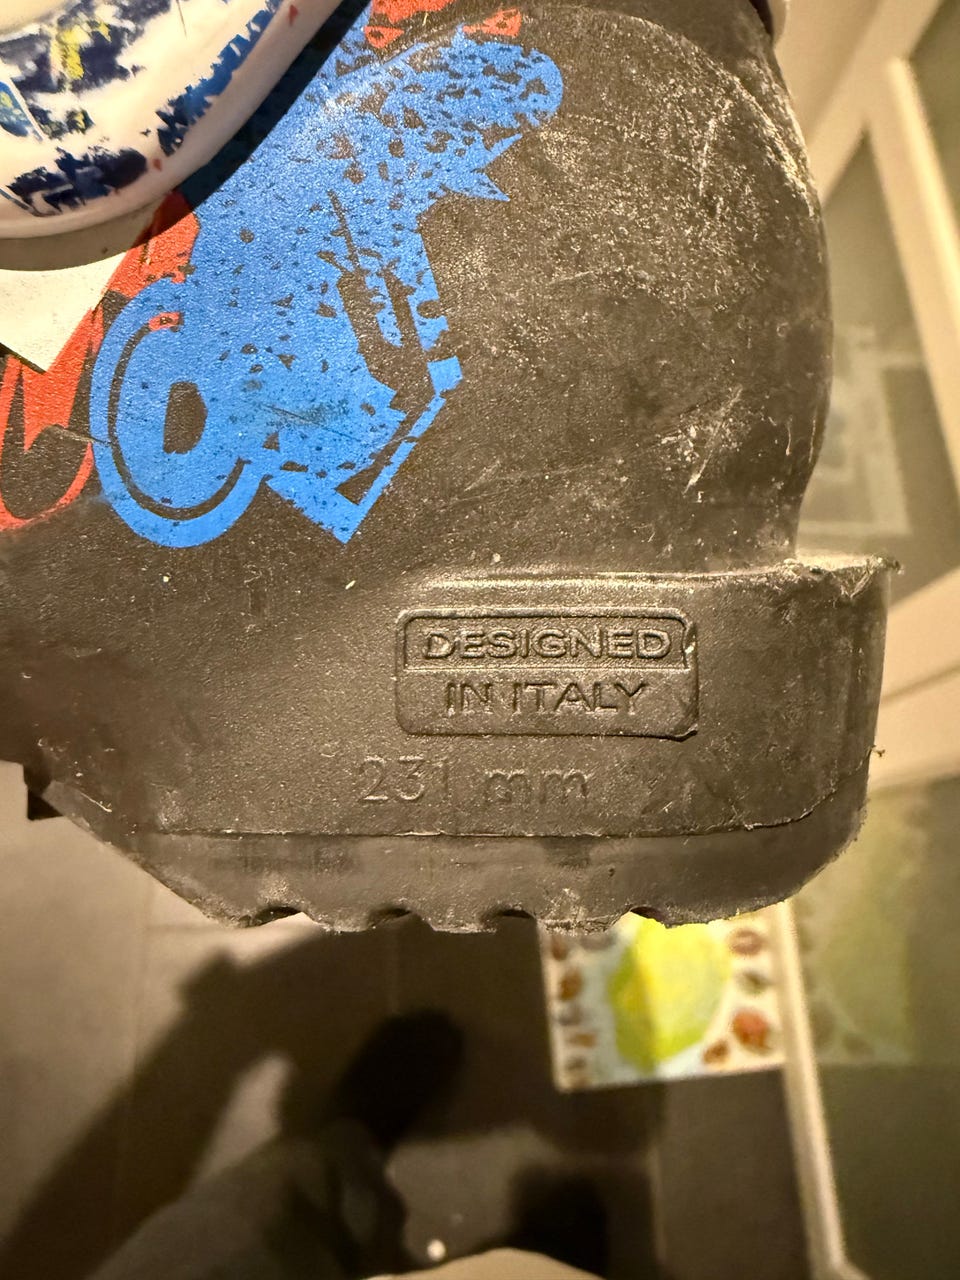 DESIGNED
IN ITALY
231 mm